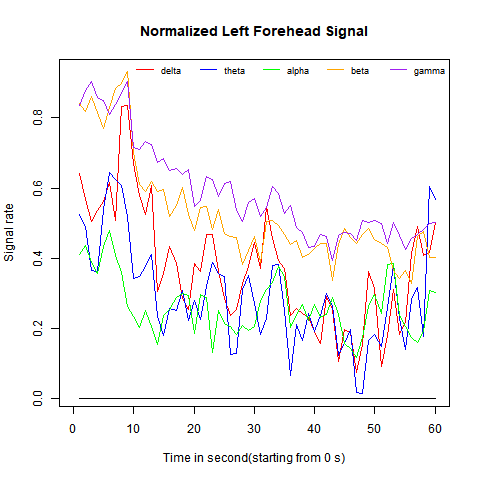 Normalized Left Forehead Signal
delta theta alpha beta gamma
Signal rate
0.8
0.6
0.4
0.2
0.0
0 10 20 30 40 50 60
Time in second(starting from 0 s)